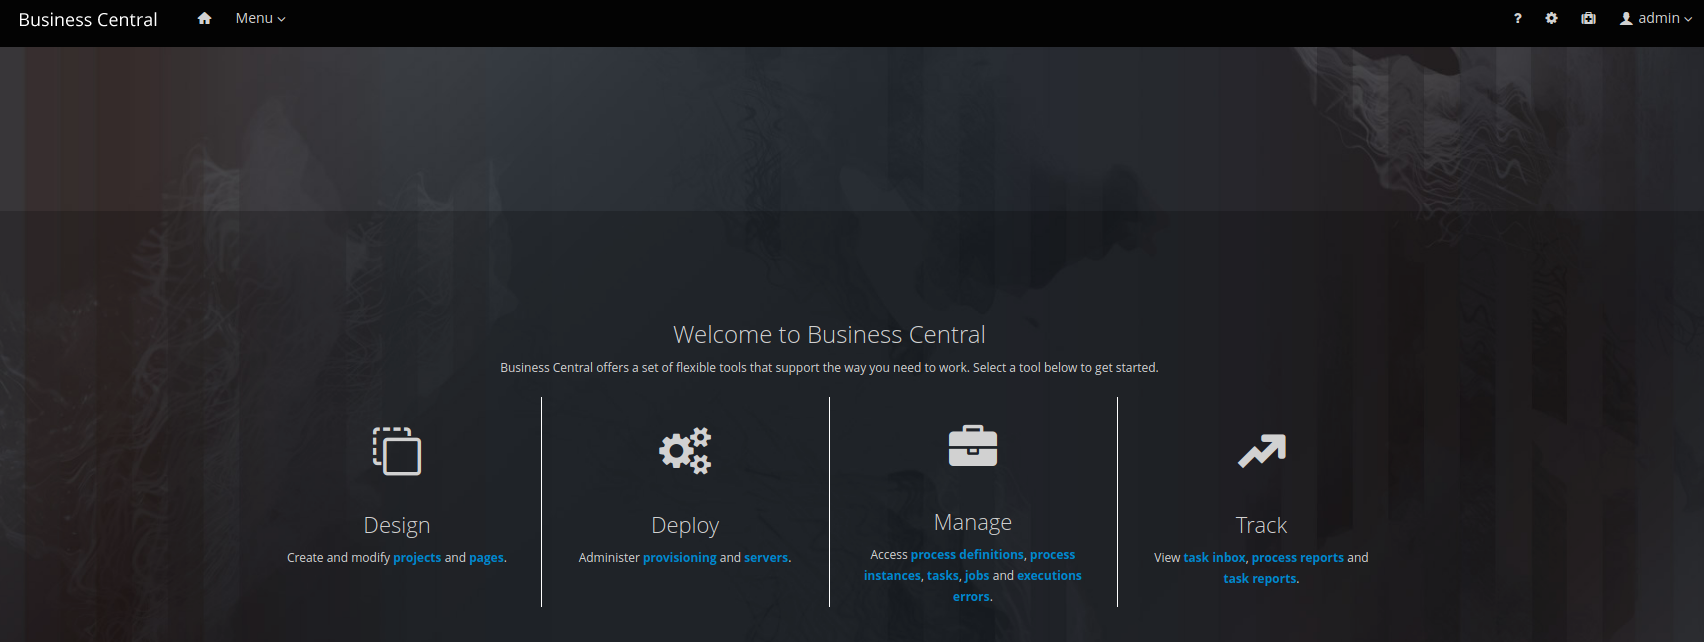 Business Central Menu ? admin
Welcome to Business Central
Business Central offers a set of flexible tools that support the way you need to work. Select a tool below to get started.
Design
Create and modify projects and pages.
Deploy
Administer provisioning and servers.
Manage
Access process definitions, process
instances, tasks, jobs and executions
errors.
Track
View task inbox, process reports and
task reports.